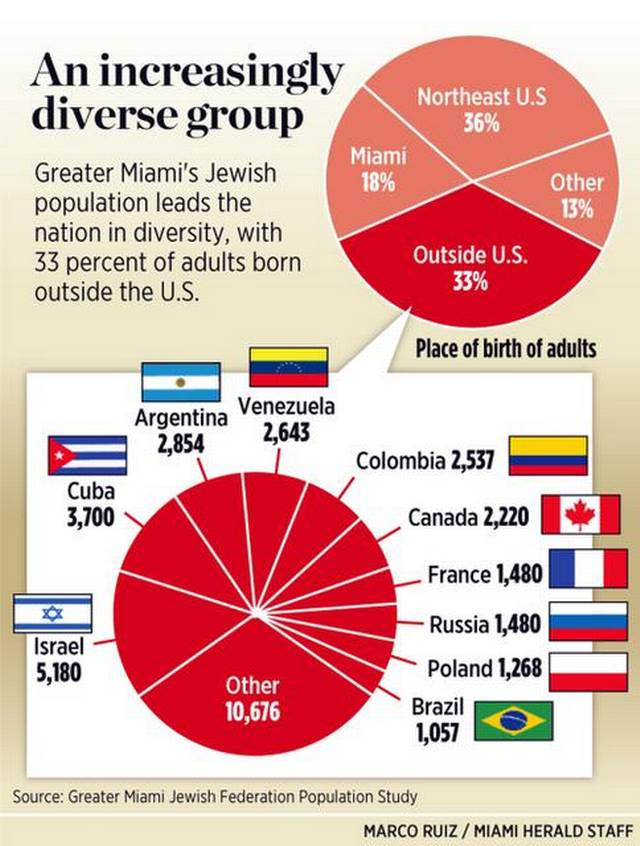 An increasingly
diverse group
Greater Miami's Jewish
population leads the
nation in diversity, with
33 percent of adults born
outside the U.S.
Northeast U.S
36%
Miami
18%
Other
13%
Outside U.S.
33%
Place of birth of adults
Argentina
2,854
Venezuela
2,643
Colombia 2,537
Cuba
3,700
Canada 2,220
France 1,480
Russia 1,480
Israel
5,180
Poland 1,268
Other
10,676
Brazil
1,057
Source: Greater Miami Jewish Federation Population Study
MARCO RUIZ / MIAMI HERALD STAFF